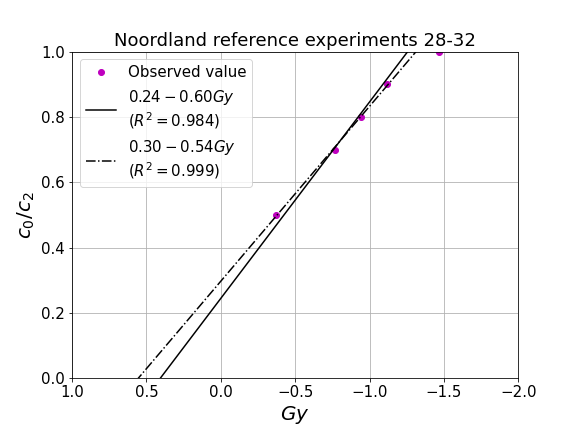 Noordland reference experiments 28-32
1.0
0.8
0.6
0.4
0.2
0.0
c₀/c₂
Observed value
0.24 − 0.60Gy
(R² = 0.984)
0.30 − 0.54Gy
(R² = 0.999)
1.0 0.5 0.0 −0.5 −1.0 −1.5 −2.0
Gy